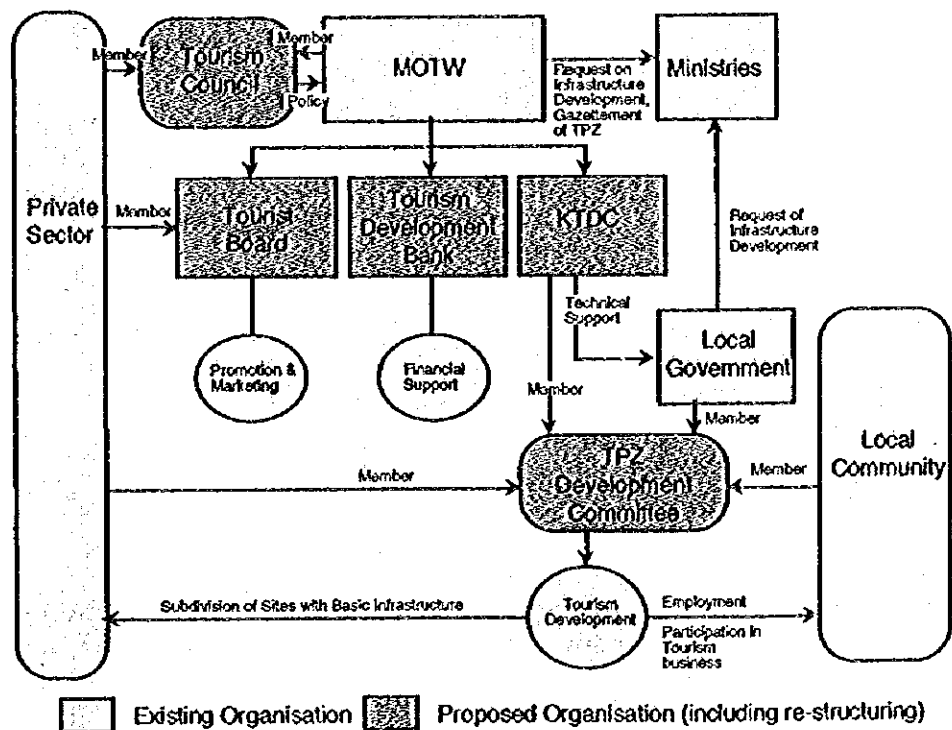 Member
Tourism
Council
Member
Policy
MOTW
Request on
Infrastructure
Development,
Gazettement
of TPZ
Ministries
Private
Sector
Member
Tourist
Board
Tourism
Development
Bank
KTDC
Request of
Infrastructure
Development
Technical
Support
Local
Government
Promotion &
Marketing
Financial
Support
Member
Member
Local
Community
TPZ
Development
Committee
Member
Member
Subdivision of Sites with Basic Infrastructure
Tourism
Development
Employment
Participation in
Tourism
business
Existing Organisation
Proposed Organisation (including re-structuring)